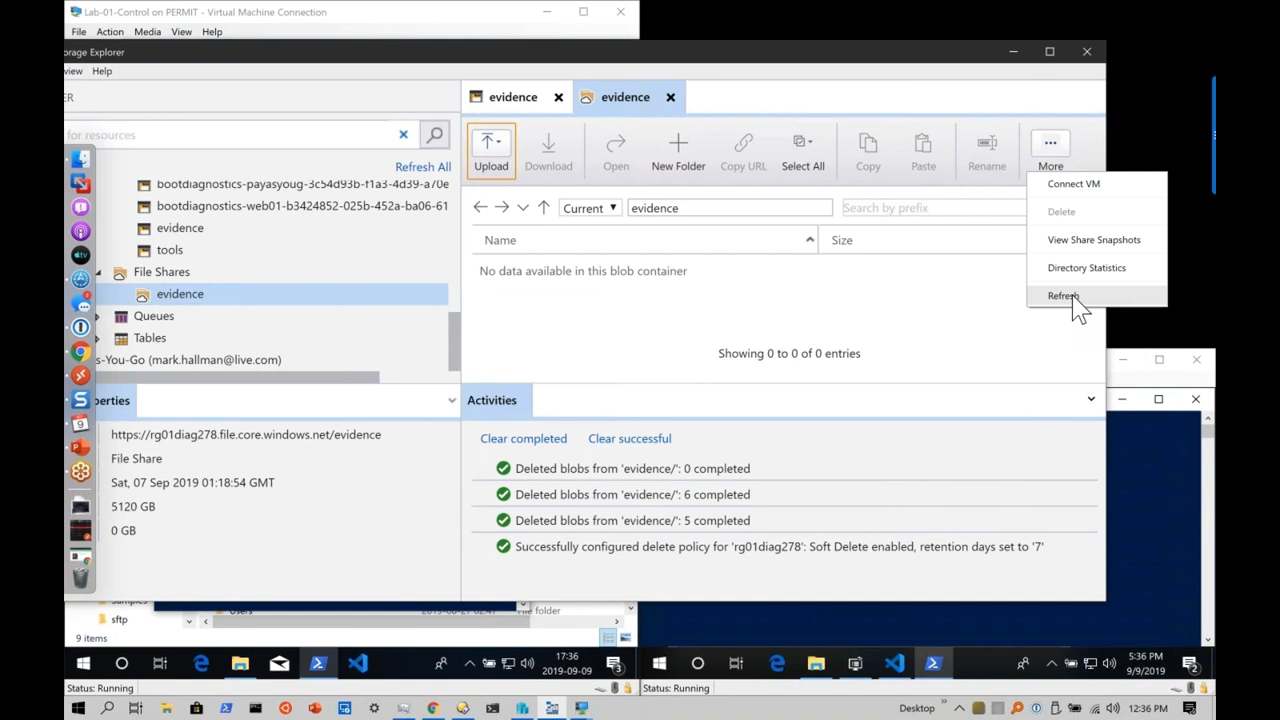 Lab-01-Control on PERMIT - Virtual Machine Connection
File Action Media View Help
orage Explorer
view Help
ER
for resources
Refresh All
bootdiagnostics-payasyoug-3c54d93b-f1a3-4d39-a70e
bootdiagnostics-web01-b3424852-025b-452a-ba06-61
evidence
tools
File Shares
evidence
Queues
Tables
s-You-Go (mark.hallman@live.com)
evidence
evidence
Upload
Download
Open
New Folder
Copy URL
Select All
Copy
Paste
Rename
More
Connect VM
Delete
View Share Snapshots
Directory Statistics
Refresh
Current
evidence
Search by prefix
Name
Size
No data available in this blob container
Showing 0 to 0 of 0 entries
perties
https://rg01diag278.file.core.windows.net/evidence
File Share
Sat, 07 Sep 2019 01:18:54 GMT
5120 GB
0 GB
Activities
Clear completed
Clear successful
Deleted blobs from 'evidence/': 0 completed
Deleted blobs from 'evidence/': 6 completed
Deleted blobs from 'evidence/': 5 completed
Successfully configured delete policy for 'rg01diag278': Soft Delete enabled, retention days set to '7'
sftp
9 items
17:36
2019-09-09
5:36 PM
9/9/2019
Status: Running
Status: Running
Desktop
12:36 PM